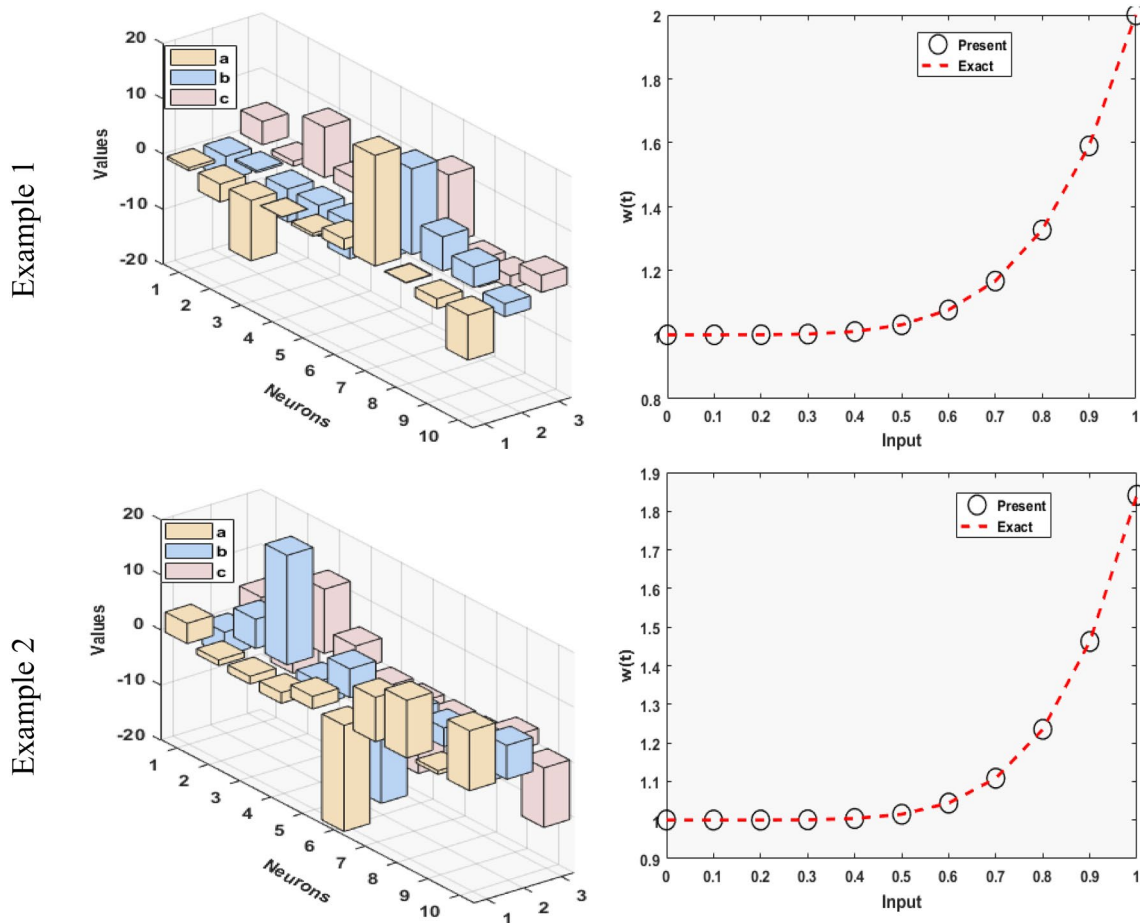 Example 1
20
10
0
-10
-20
Values
a
b
c
1
2
3
4
5
6
7
8
9
10
Neurons
1
2
3
2
1.8
1.6
1.4
1.2
1
0.8
w(t)
Present
Exact
0 0.1 0.2 0.3 0.4 0.5 0.6 0.7 0.8 0.9 1
Input
Example 2
20
10
0
-10
-20
Values
a
b
c
1
2
3
4
5
6
7
8
9
10
Neurons
1
2
3
1.9
1.8
1.7
1.6
1.5
1.4
1.3
1.2
1.1
1
0.9
w(t)
Present
Exact
0 0.1 0.2 0.3 0.4 0.5 0.6 0.7 0.8 0.9 1
Input